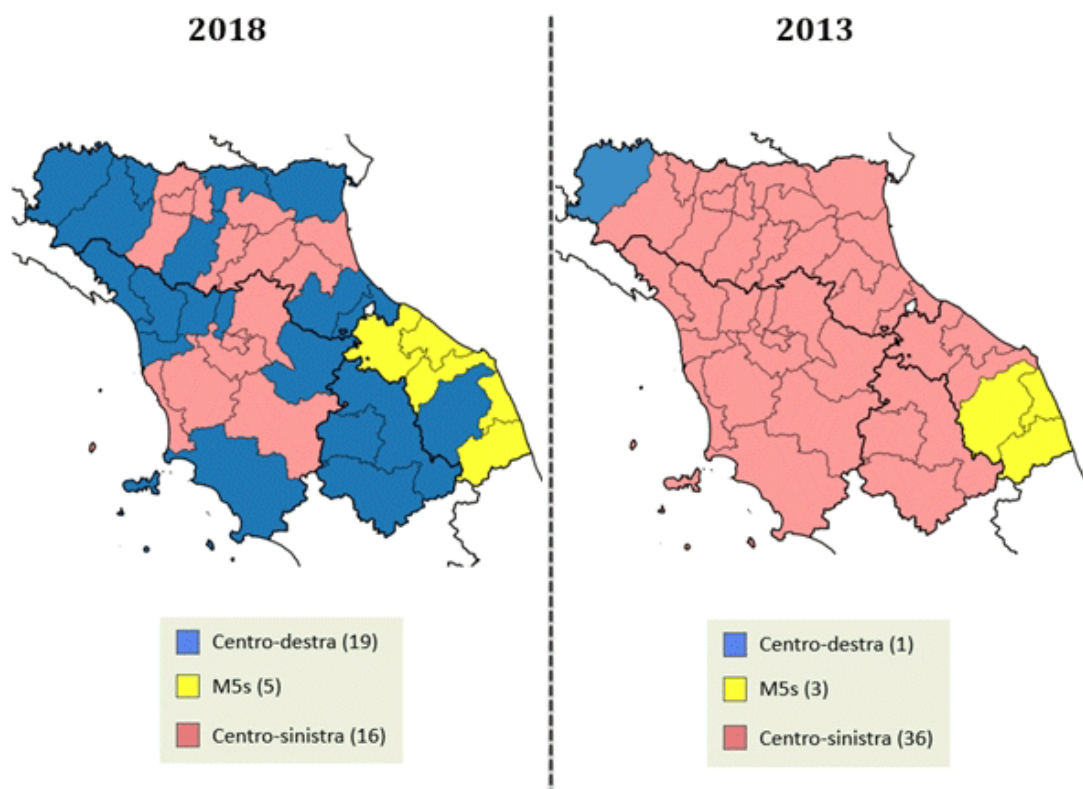 2018
Centro-destra (19)
M5s (5)
Centro-sinistra (16)
2013
Centro-destra (1)
M5s (3)
Centro-sinistra (36)